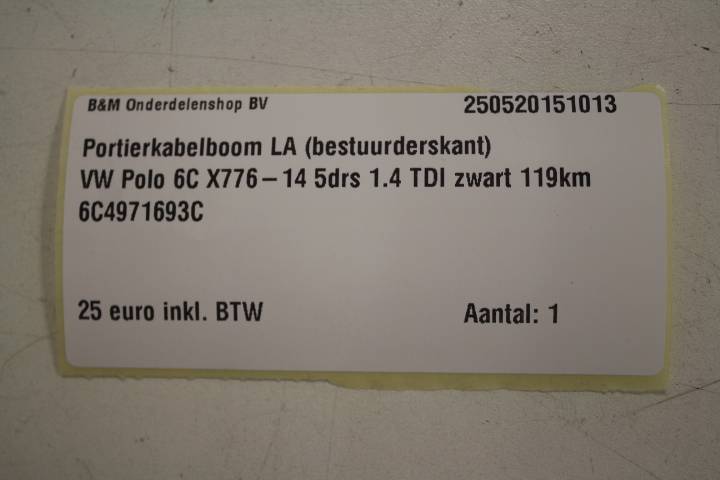 B&M Onderdelenshop BV 250520151013
Portierkabelboom LA (bestuurderskant)
VW Polo 6C X776－14 5drs 1.4 TDI zwart 119km
6C4971693C
25 euro inkl. BTW Aantal: 1